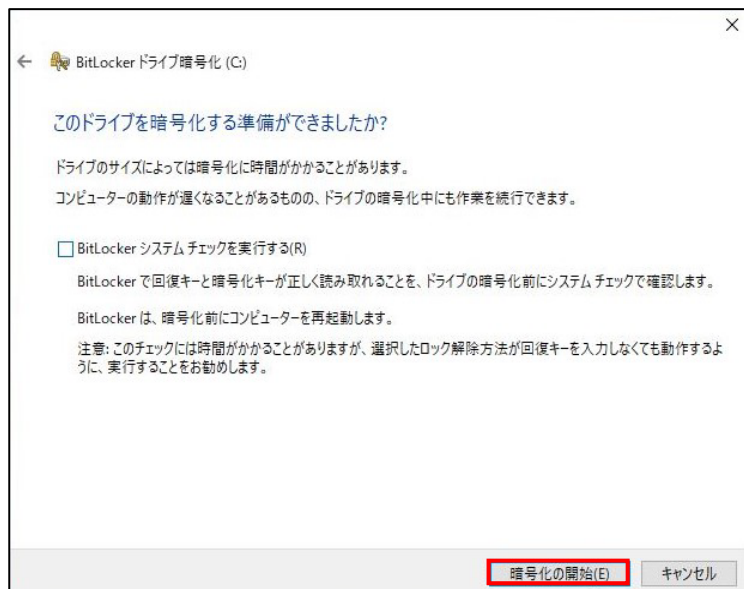 BitLocker ドライブ暗号化 (C:)
このドライブを暗号化する準備ができましたか?
ドライブのサイズによっては暗号化に時間がかかることがあります。
コンピューターの動作が遅くなることがあるものの、ドライブの暗号化中にも作業を続行できます。
BitLocker システム チェックを実行する(R)
BitLocker で回復キーと暗号化キーが正しく読み取れることを、ドライブの暗号化前にシステム チェックで確認します。
BitLocker は、暗号化前にコンピューターを再起動します。
注意: このチェックには時間がかかることがありますが、選択したロック解除方法が回復キーを入力しなくても動作するよ
うに、実行することをお勧めします。
暗号化の開始(E)
キャンセル